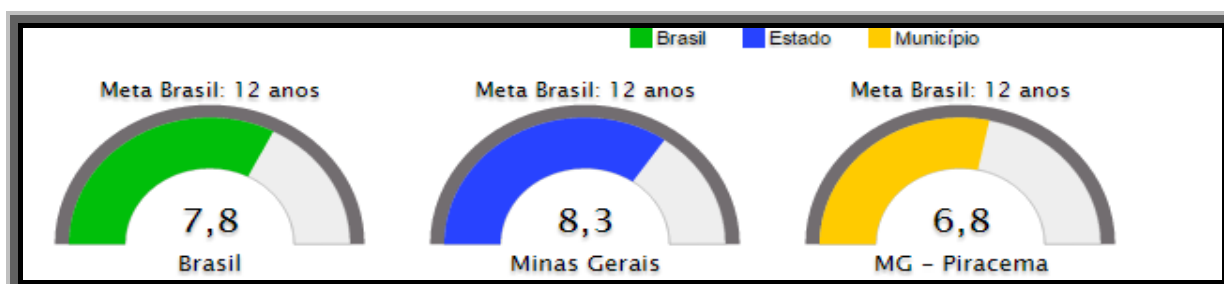 Brasil Estado Município
Meta Brasil: 12 anos Meta Brasil: 12 anos Meta Brasil: 12 anos
7,8 8,3 6,8
Brasil Minas Gerais MG – Piracema